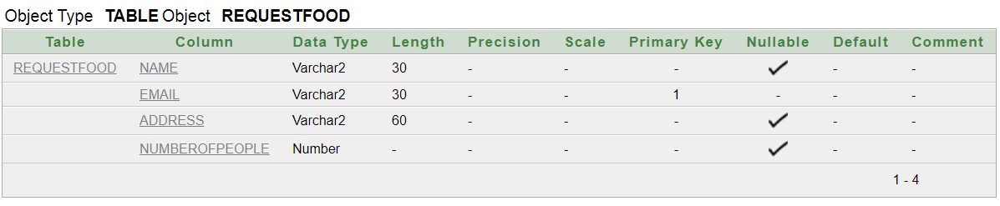 Object Type TABLE Object REQUESTFOOD
Table Column Data Type Length Precision Scale Primary Key Nullable Default Comment
REQUESTFOOD NAME Varchar2 30 - - - ✓ - -
EMAIL Varchar2 30 - - 1 - - -
ADDRESS Varchar2 60 - - - ✓ - -
NUMBEROFPEOPLE Number - - - - ✓ - -
1 - 4